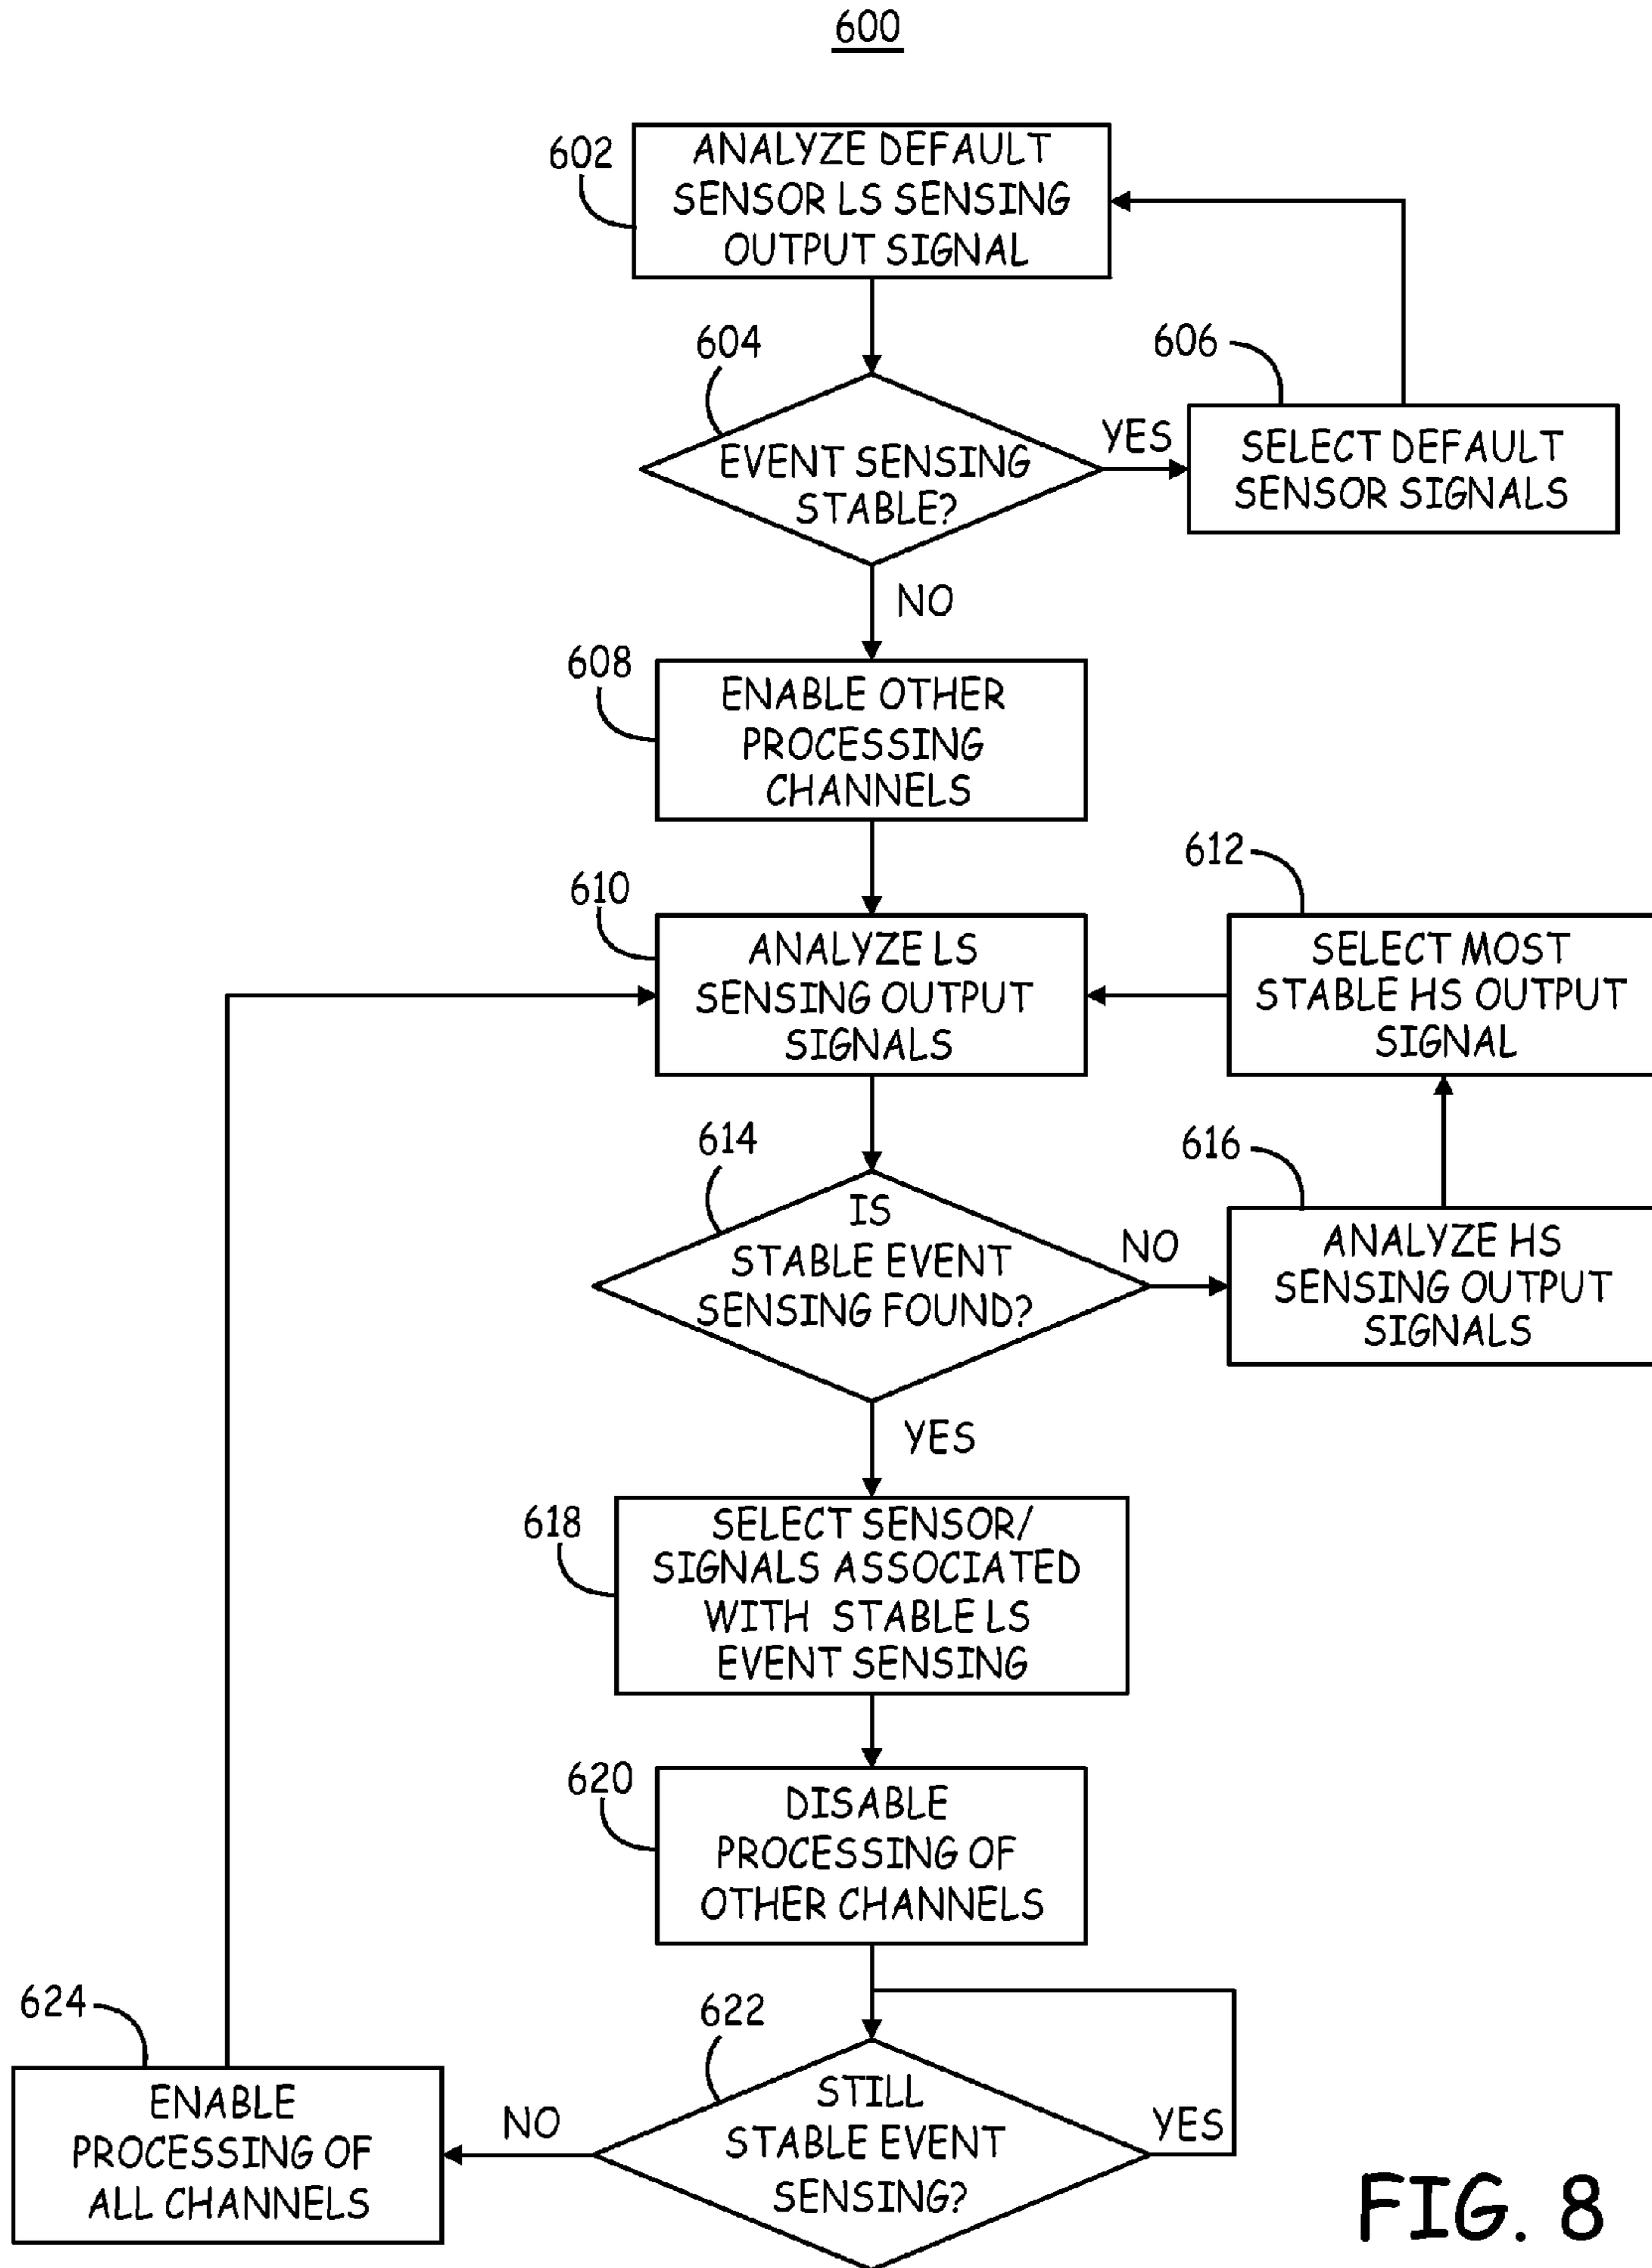 600
602
ANALYZE DEFAULT
SENSOR LS SENSING
OUTPUT SIGNAL
604
EVENT SENSING
STABLE?
YES
606
SELECT DEFAULT
SENSOR SIGNALS
NO
608
ENABLE OTHER
PROCESSING
CHANNELS
610
ANALYZE LS
SENSING OUTPUT
SIGNALS
612
SELECT MOST
STABLE HS OUTPUT
SIGNAL
614
IS
STABLE EVENT
SENSING FOUND?
NO
616
ANALYZE HS
SENSING OUTPUT
SIGNALS
YES
618
SELECT SENSOR/
SIGNALS ASSOCIATED
WITH STABLE LS
EVENT SENSING
620
DISABLE
PROCESSING OF
OTHER CHANNELS
622
STILL
STABLE EVENT
SENSING?
YES
NO
624
ENABLE
PROCESSING OF
ALL CHANNELS
FIG. 8